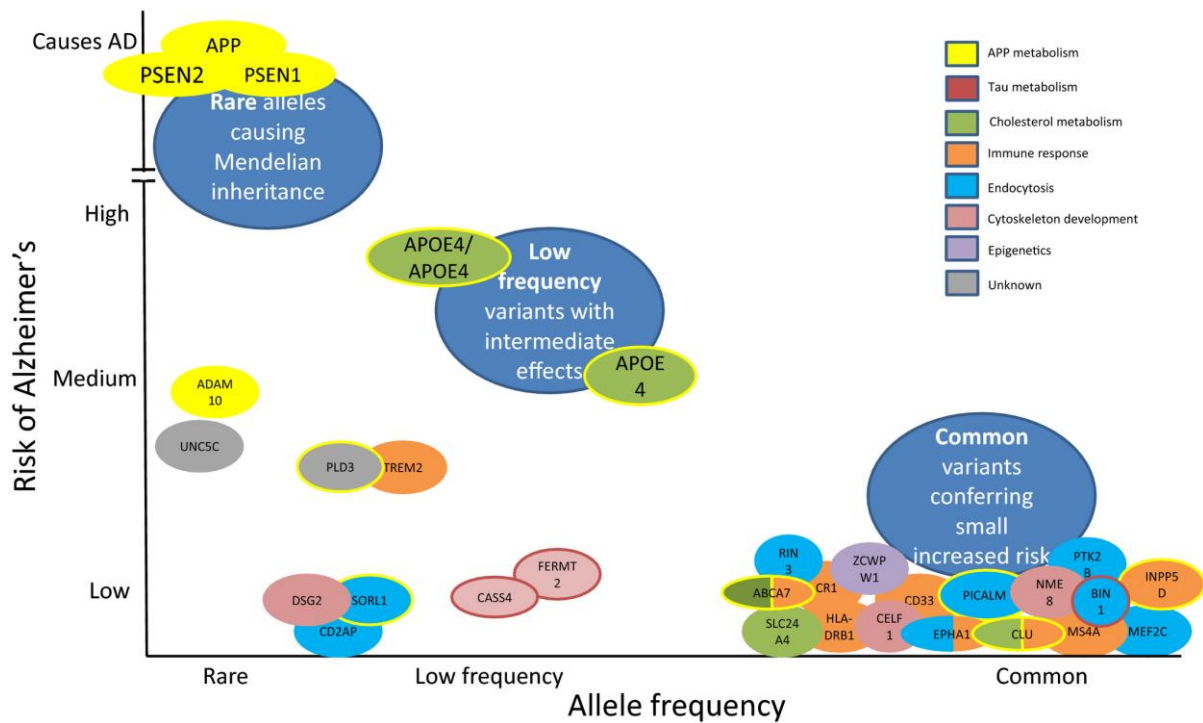 Causes AD
APP
PSEN2
PSEN1
Rare alleles
causing
Mendelian
inheritance
APP metabolism
Tau metabolism
Cholesterol metabolism
Immune response
Endocytosis
Cytoskeleton development
Epigenetics
Unknown
High
APOE4/
APOE4
Low
frequency
variants with
intermediate
effects
APOE
4
Medium
ADAM
10
UNC5C
PLD3
TREM2
Common
variants
conferring
small
increased risk
Low
DSG2
SORL1
CD2AP
CASS4
FERMT
2
RIN
3
ZCWP
W1
ABCA7
CR1
CD33
PICALM
NME
8
PTK2
B
BIN
1
INPP5
D
SLC24
A4
HLA-
DRB1
CELF
1
EPHA1
CLU
MS4A
MEF2C
Risk of Alzheimer's
Rare
Low frequency
Common
Allele frequency